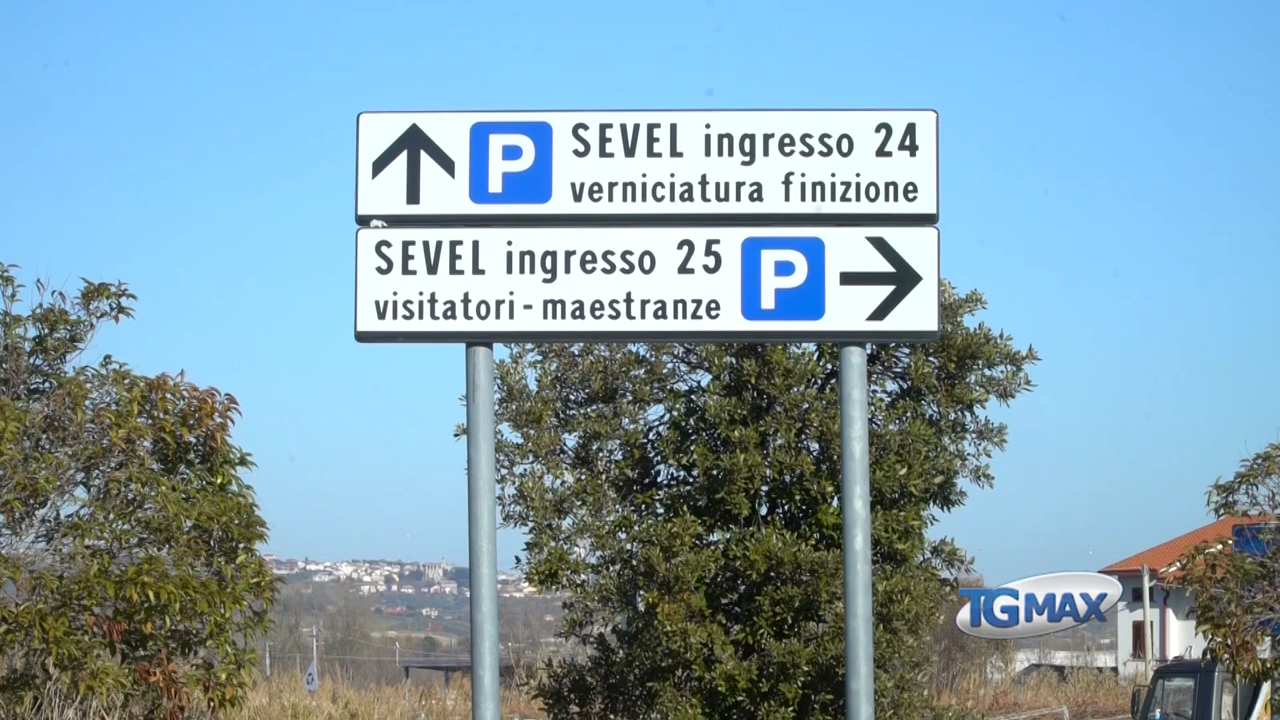 P SEVEL ingresso 24
verniciatura finizione
SEVEL ingresso 25 P
visitatori - maestranze
TGMAX